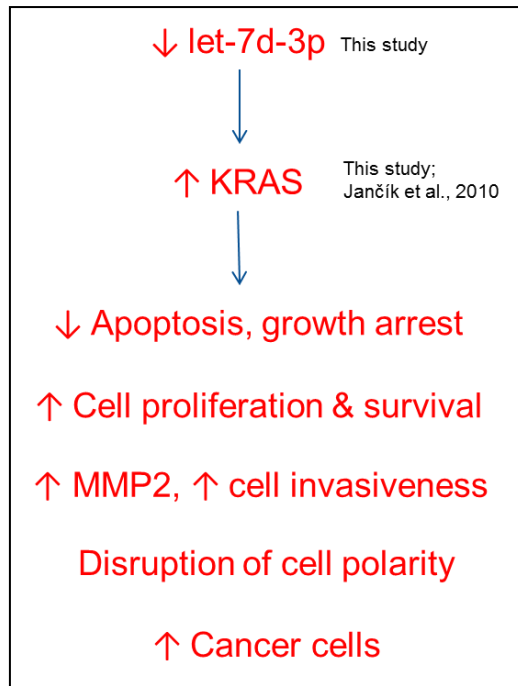 ↓ let-7d-3p This study
↑ KRAS This study;
Jančík et al., 2010
↓ Apoptosis, growth arrest
↑ Cell proliferation & survival
↑ MMP2, ↑ cell invasiveness
Disruption of cell polarity
↑ Cancer cells